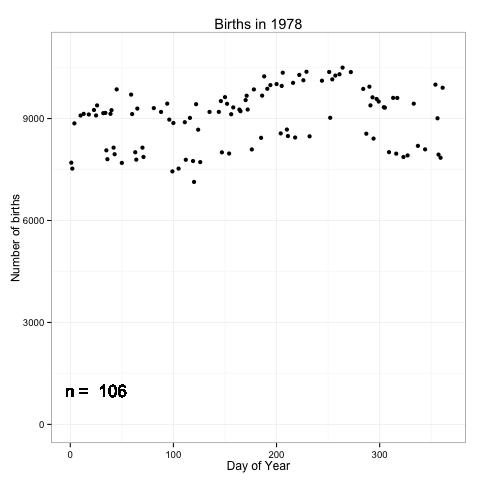 Births in 1978
Number of births
9000
6000
3000
0
n = 106
0 100 200 300
Day of Year